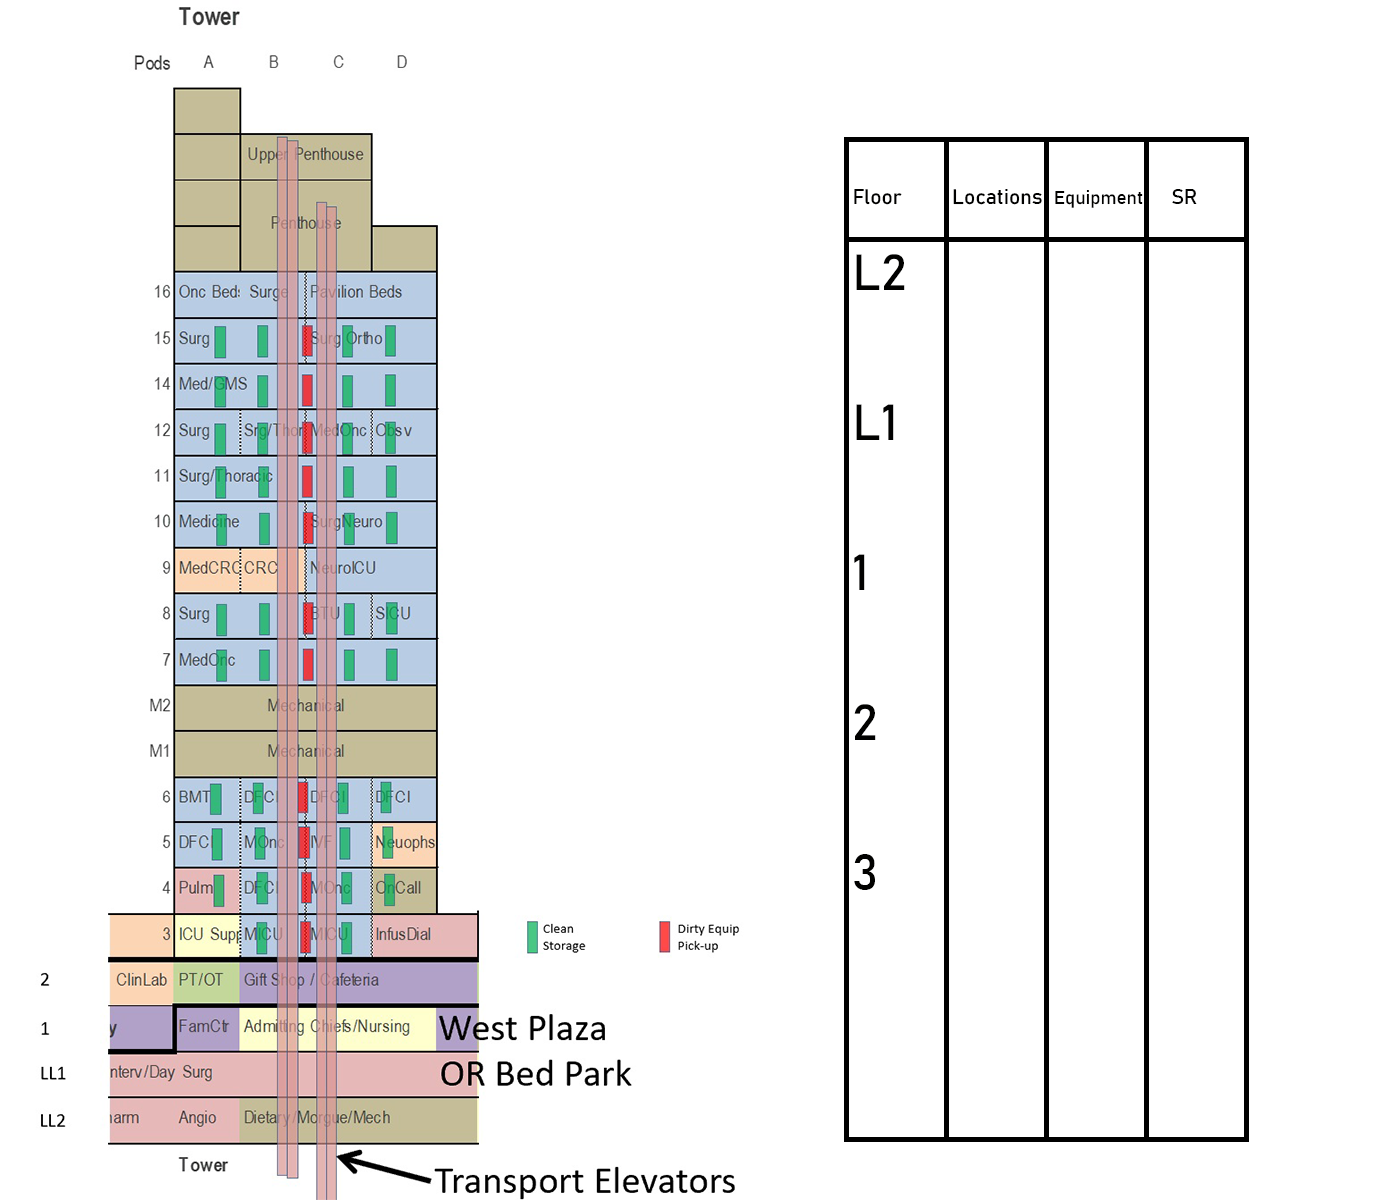 Tower
Pods A B C D
Upper Penthouse
Penthouse
16 Onc Beds Surge Pavilion Beds
15 Surg Surg Ortho
14 Med/GMS
12 Surg Srg/Thor MedOnc Obsv
11 Surg/Thoracic
10 Medicine SurgNeuro
9 MedCRC CRC NeuroICU
8 Surg BTU SICU
7 MedOnc
M2 Mechanical
M1 Mechanical
6 BMT DFCI DFCI DFCI
5 DFCI MOnc IVF Neuophs
4 Pulm DFCI MOnc OnCall
3 ICU Supp MICU MICU InfusDial
2 ClinLab PT/OT Gift Shop / Cafeteria
1 y FamCtr Admitting Chiefs/Nursing
LL1 nterv/Day Surg
LL2 arm Angio Dietary/Morgue/Mech
Tower
West Plaza
OR Bed Park
Transport Elevators
Clean
Storage
Dirty Equip
Pick-up
Floor Locations Equipment SR
L2
L1
1
2
3